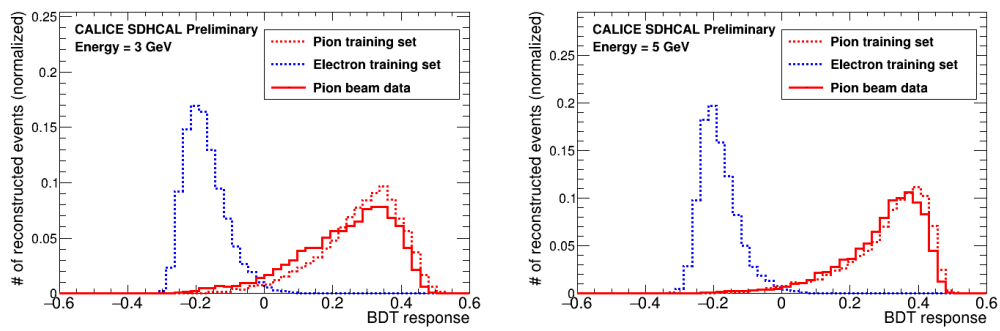 CALICE SDHCAL Preliminary
Energy = 3 GeV
Pion training set
Electron training set
Pion beam data
# of reconstructed events (normalized)
0.25
0.2
0.15
0.1
0.05
0
−0.6 −0.4 −0.2 0 0.2 0.4 0.6
BDT response
CALICE SDHCAL Preliminary
Energy = 5 GeV
Pion training set
Electron training set
Pion beam data
# of reconstructed events (normalized)
0.25
0.2
0.15
0.1
0.05
0
−0.6 −0.4 −0.2 0 0.2 0.4 0.6
BDT response